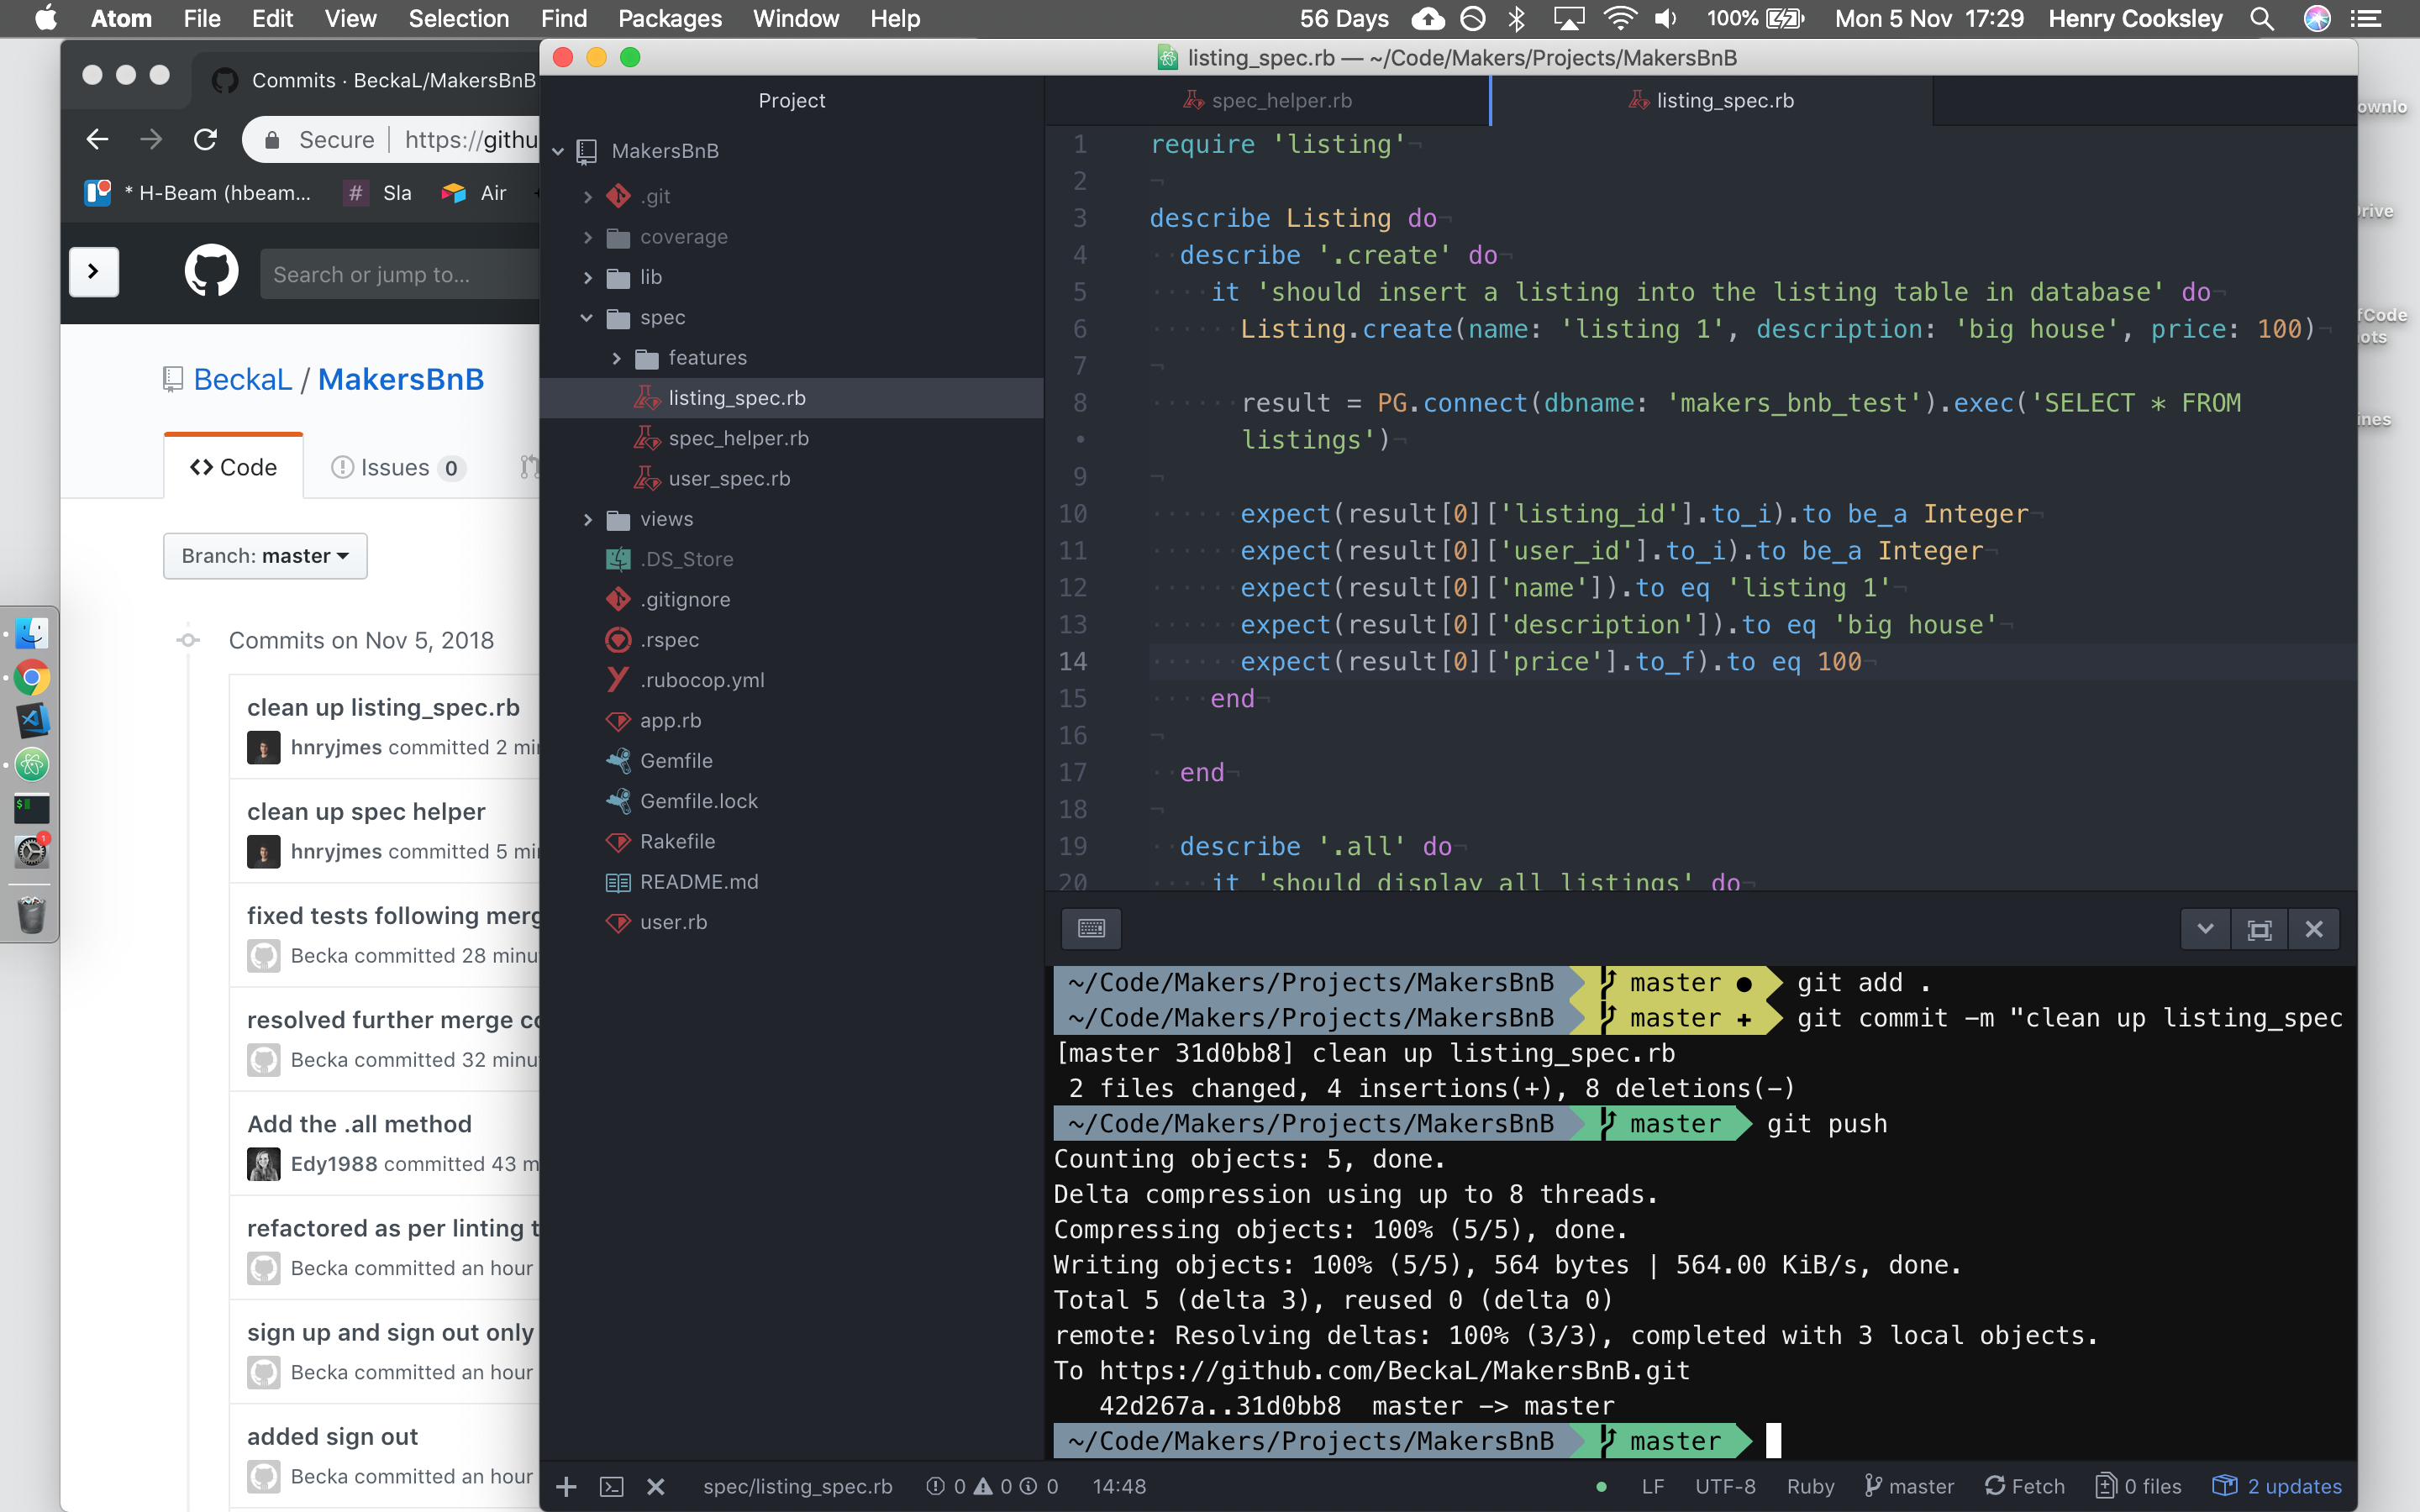 Atom File Edit View Selection Find Packages Window Help
56 Days 100% Mon 5 Nov 17:29 Henry Cooksley
Commits · BeckaL/MakersBnB
Secure https://githu
* H-Beam (hbeam... # Sla Air
Search or jump to...
BeckaL / MakersBnB
<> Code Issues 0
Branch: master
Commits on Nov 5, 2018
clean up listing_spec.rb
hnryjmes committed 2 mi
clean up spec helper
hnryjmes committed 5 mi
fixed tests following merg
Becka committed 28 minu
resolved further merge co
Becka committed 32 minu
Add the .all method
Edy1988 committed 43 m
refactored as per linting t
Becka committed an hour
sign up and sign out only
Becka committed an hour
added sign out
Becka committed an hour
listing_spec.rb — ~/Code/Makers/Projects/MakersBnB
Project
MakersBnB
.git
coverage
lib
spec
features
listing_spec.rb
spec_helper.rb
user_spec.rb
views
.DS_Store
.gitignore
.rspec
.rubocop.yml
app.rb
Gemfile
Gemfile.lock
Rakefile
README.md
user.rb
spec_helper.rb listing_spec.rb
1 require 'listing'
2
3 describe Listing do
4 describe '.create' do
5 it 'should insert a listing into the listing table in database' do
6 Listing.create(name: 'listing 1', description: 'big house', price: 100)
7
8 result = PG.connect(dbname: 'makers_bnb_test').exec('SELECT * FROM
• listings')
9
10 expect(result[0]['listing_id'].to_i).to be_a Integer
11 expect(result[0]['user_id'].to_i).to be_a Integer
12 expect(result[0]['name']).to eq 'listing 1'
13 expect(result[0]['description']).to eq 'big house'
14 expect(result[0]['price'].to_f).to eq 100
15 end
16
17 end
18
19 describe '.all' do
20 it 'should display all listings' do
~/Code/Makers/Projects/MakersBnB master ● git add .
~/Code/Makers/Projects/MakersBnB master + git commit -m "clean up listing_spec
[master 31d0bb8] clean up listing_spec.rb
2 files changed, 4 insertions(+), 8 deletions(-)
~/Code/Makers/Projects/MakersBnB master git push
Counting objects: 5, done.
Delta compression using up to 8 threads.
Compressing objects: 100% (5/5), done.
Writing objects: 100% (5/5), 564 bytes | 564.00 KiB/s, done.
Total 5 (delta 3), reused 0 (delta 0)
remote: Resolving deltas: 100% (3/3), completed with 3 local objects.
To https://github.com/BeckaL/MakersBnB.git
42d267a..31d0bb8 master -> master
~/Code/Makers/Projects/MakersBnB master
spec/listing_spec.rb 0 0 0 14:48 LF UTF-8 Ruby master Fetch 0 files 2 updates
ownlo
rive
fCode
ots
ines